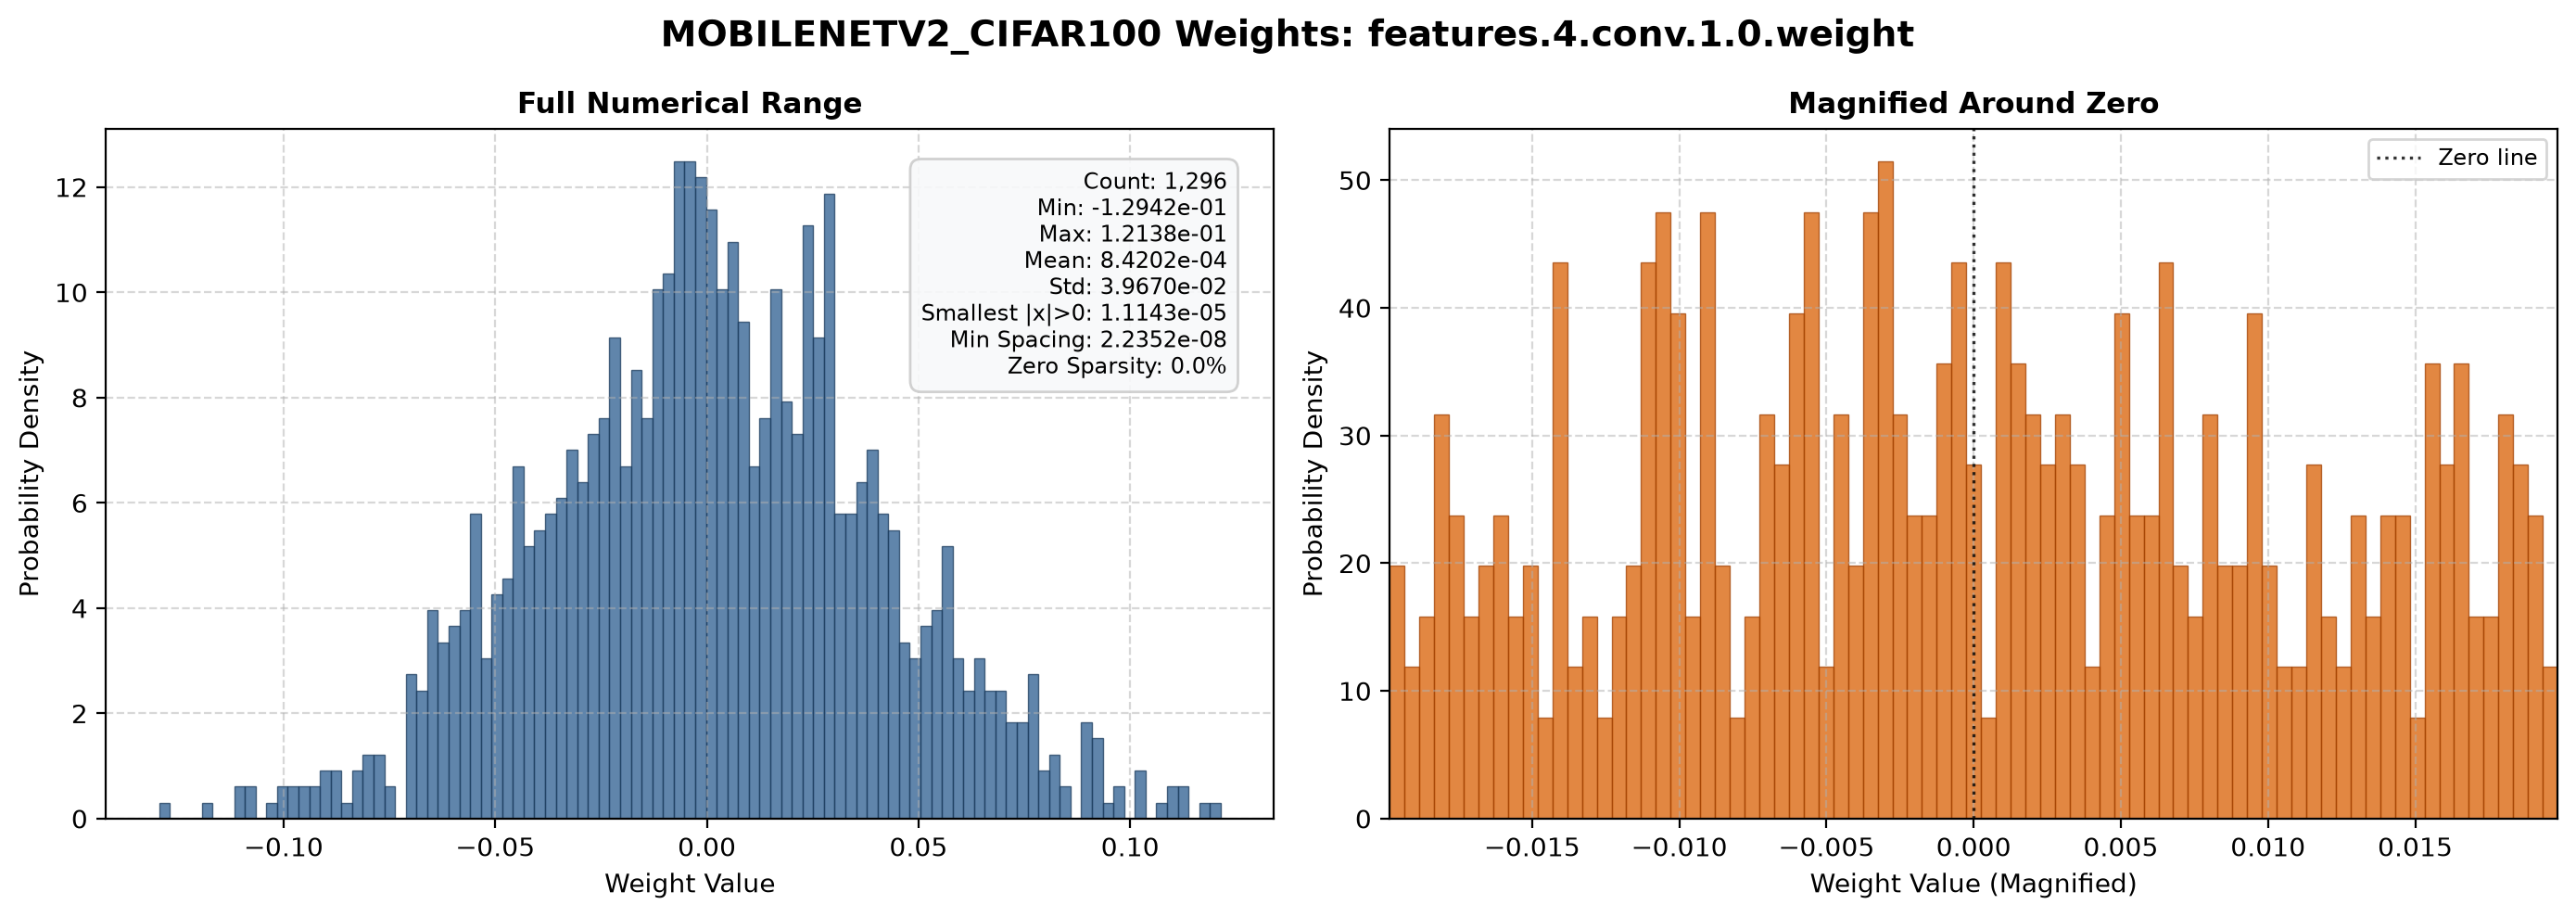 MOBILENETV2_CIFAR100 Weights: features.4.conv.1.0.weight
Full Numerical Range
Probability Density
12
10
8
6
4
2
0
Count: 1,296
Min: -1.2942e-01
Max: 1.2138e-01
Mean: 8.4202e-04
Std: 3.9670e-02
Smallest |x|>0: 1.1143e-05
Min Spacing: 2.2352e-08
Zero Sparsity: 0.0%
−0.10 −0.05 0.00 0.05 0.10
Weight Value
Magnified Around Zero
Probability Density
50
40
30
20
10
0
Zero line
−0.015 −0.010 −0.005 0.000 0.005 0.010 0.015
Weight Value (Magnified)